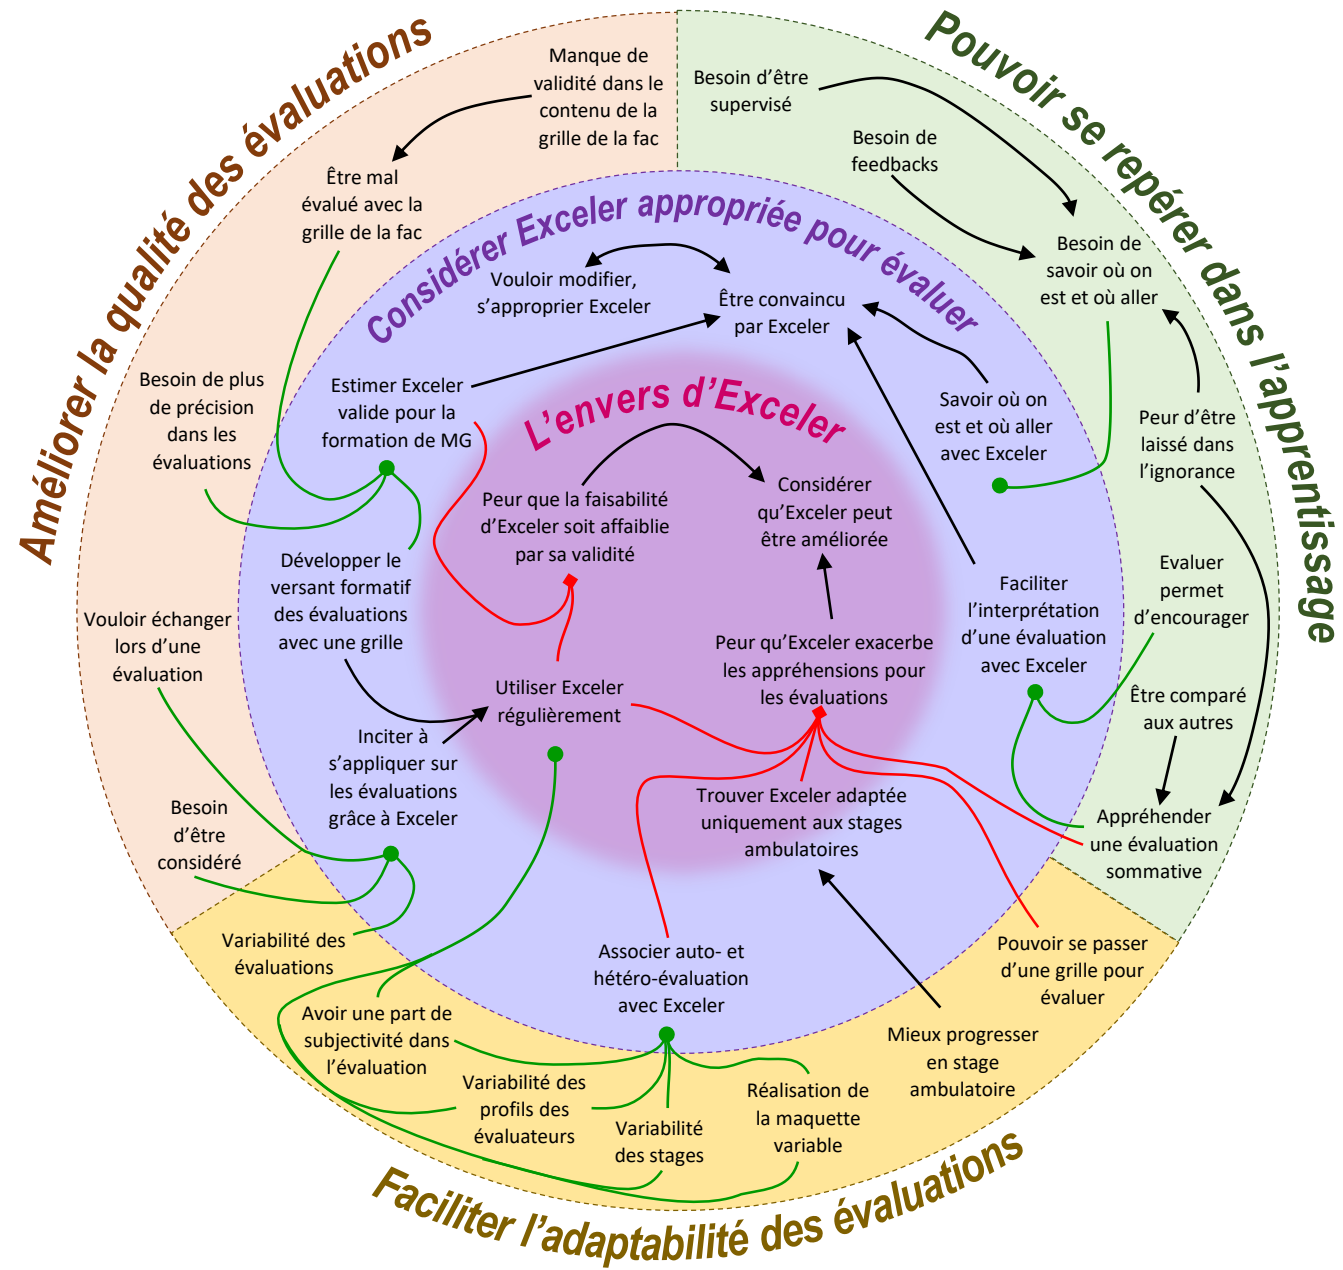 Améliorer la qualité des évaluations
Pouvoir se repérer dans l’apprentissage
Faciliter l’adaptabilité des évaluations
Considérer Exceler appropriée pour évaluer
L’envers d’Exceler
Manque de
validité dans le
contenu de la
grille de la fac
Être mal
évalué avec la
grille de la fac
Besoin de plus
de précision
dans les
évaluations
Vouloir échanger
lors d’une
évaluation
Besoin
d’être
considéré
Besoin d’être
supervisé
Besoin de
feedbacks
Besoin de
savoir où on
est et où aller
Peur d’être
laissé dans
l’ignorance
Evaluer
permet
d’encourager
Être comparé
aux autres
Appréhender
une évaluation
sommative
Vouloir modifier,
s’approprier Exceler
Être convaincu
par Exceler
Estimer Exceler
valide pour la
formation de MG
Savoir où on
est et où aller
avec Exceler
Développer le
versant formatif
des évaluations
avec une grille
Faciliter
l’interprétation
d’une évaluation
avec Exceler
Inciter à
s’appliquer sur
les évaluations
grâce à Exceler
Associer auto- et
hétéro-évaluation
avec Exceler
Peur que la faisabilité
d’Exceler soit affaiblie
par sa validité
Considérer
qu’Exceler peut
être améliorée
Peur qu’Exceler exacerbe
les appréhensions pour
les évaluations
Utiliser Exceler
régulièrement
Trouver Exceler adaptée
uniquement aux stages
ambulatoires
Variabilité des
évaluations
Avoir une part de
subjectivité dans
l’évaluation
Variabilité des
profils des
évaluateurs
Variabilité
des stages
Réalisation de
la maquette
variable
Mieux progresser
en stage
ambulatoire
Pouvoir se passer
d’une grille pour
évaluer